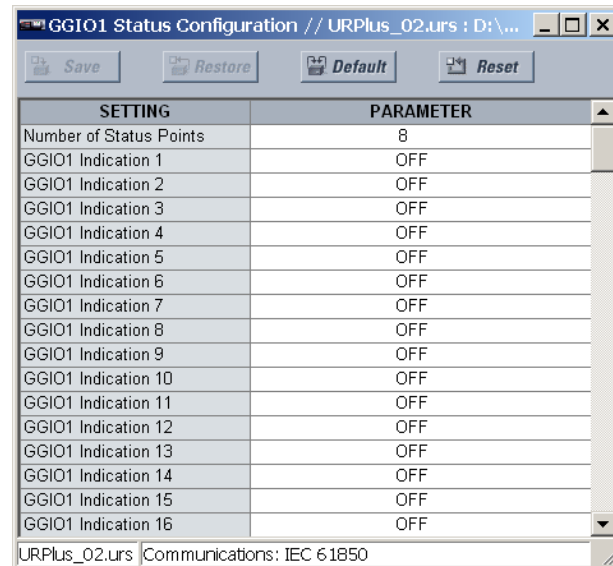 GGIO1 Status Configuration // URPlus_02.urs : D:\...
Save Restore Default Reset
SETTING PARAMETER
Number of Status Points 8
GGIO1 Indication 1 OFF
GGIO1 Indication 2 OFF
GGIO1 Indication 3 OFF
GGIO1 Indication 4 OFF
GGIO1 Indication 5 OFF
GGIO1 Indication 6 OFF
GGIO1 Indication 7 OFF
GGIO1 Indication 8 OFF
GGIO1 Indication 9 OFF
GGIO1 Indication 10 OFF
GGIO1 Indication 11 OFF
GGIO1 Indication 12 OFF
GGIO1 Indication 13 OFF
GGIO1 Indication 14 OFF
GGIO1 Indication 15 OFF
GGIO1 Indication 16 OFF
URPlus_02.urs Communications: IEC 61850